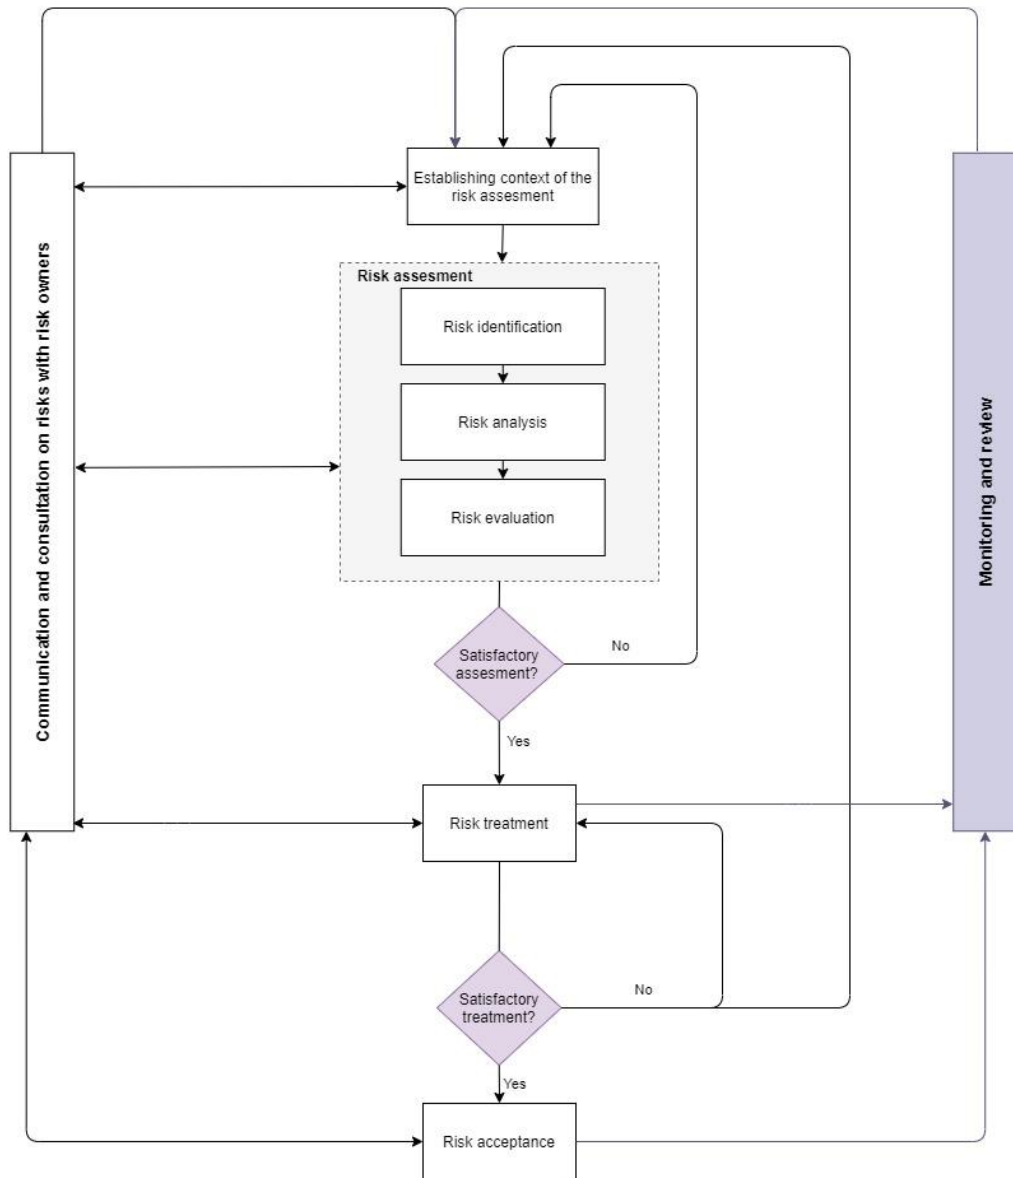 Establishing context of the
risk assesment
Risk assesment
Risk identification
Risk analysis
Risk evaluation
Communication and consultation on risks with risk owners
Monitoring and review
Satisfactory
assesment?
No
Yes
Risk treatment
Satisfactory
treatment?
No
Yes
Risk acceptance